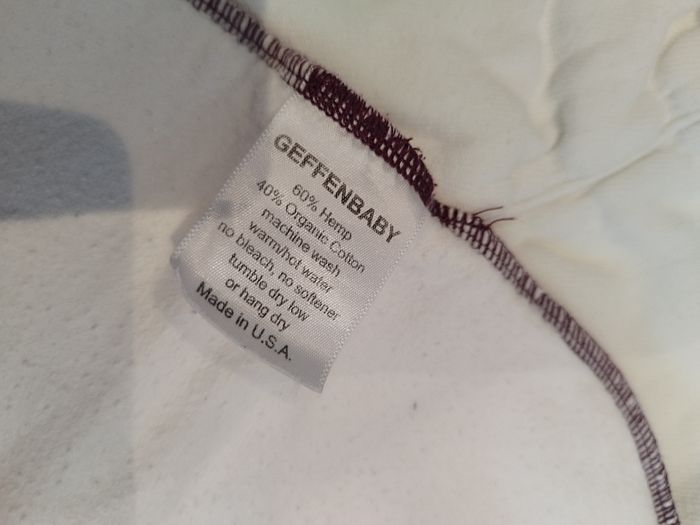 GEFFENBABY
60% Hemp
40% Organic Cotton
machine wash
warm/hot water
no bleach, no softener
tumble dry low
or hang dry
Made in U.S.A.